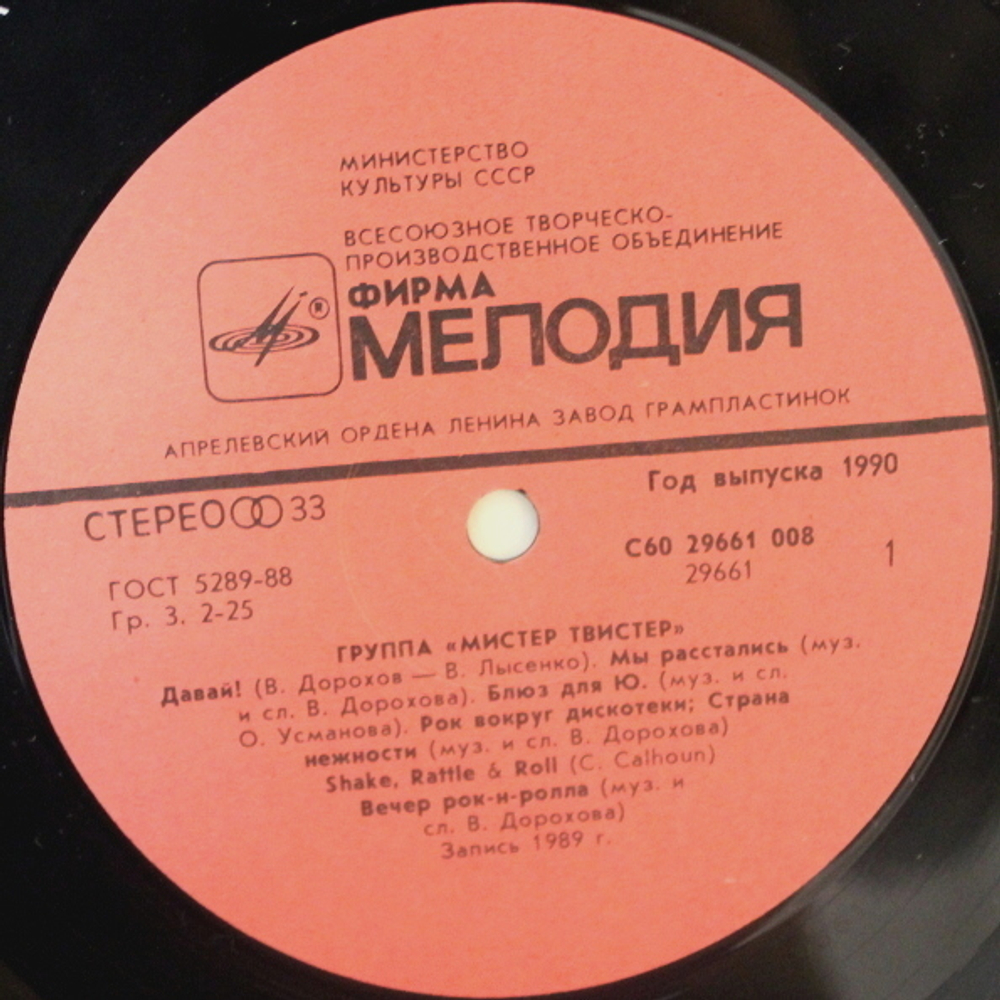 МИНИСТЕРСТВО
КУЛЬТУРЫ СССР
ВСЕСОЮЗНОЕ ТВОРЧЕСКО-
ПРОИЗВОДСТВЕННОЕ ОБЪЕДИНЕНИЕ
®
ФИРМА
МЕЛОДИЯ
АПРЕЛЕВСКИЙ ОРДЕНА ЛЕНИНА ЗАВОД ГРАМПЛАСТИНОК
СТЕРЕО 33
Год выпуска 1990
ГОСТ 5289-88
Гр. 3. 2-25
С60 29661 008
29661
1
ГРУППА «МИСТЕР ТВИСТЕР»
Давай! (В. Дорохов — В. Лысенко). Мы расстались (муз.
и сл. В. Дорохова). Блюз для Ю. (муз. и сл.
О. Усманова). Рок вокруг дискотеки; Страна
нежности (муз. и сл. В. Дорохова)
Shake, Rattle & Roll (C. Calhoun)
Вечер рок-н-ролла (муз. и
сл. В. Дорохова)
Запись 1989 г.